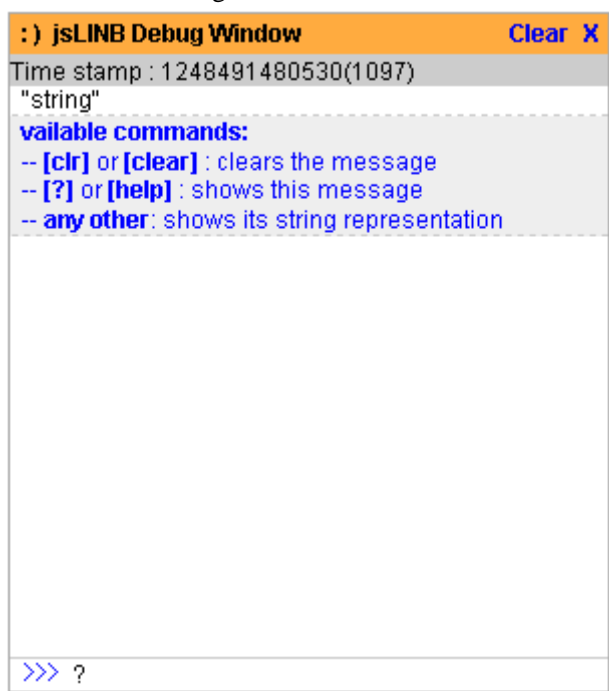 :) jsLINB Debug Window Clear X
Time stamp : 1248491480530(1097)
"string"
vailable commands:
-- [clr] or [clear] : clears the message
-- [?] or [help] : shows this message
-- any other: shows its string representation
>>> ?